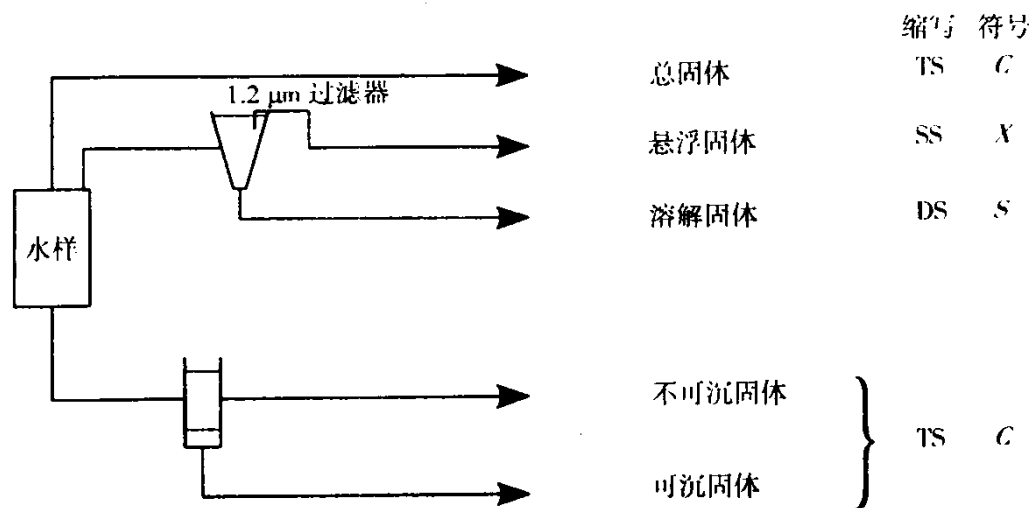 缩写 符号
总固体 TS C
1.2 μm 过滤器
悬浮固体 SS X
溶解固体 DS S
水样
不可沉固体
TS C
可沉固体